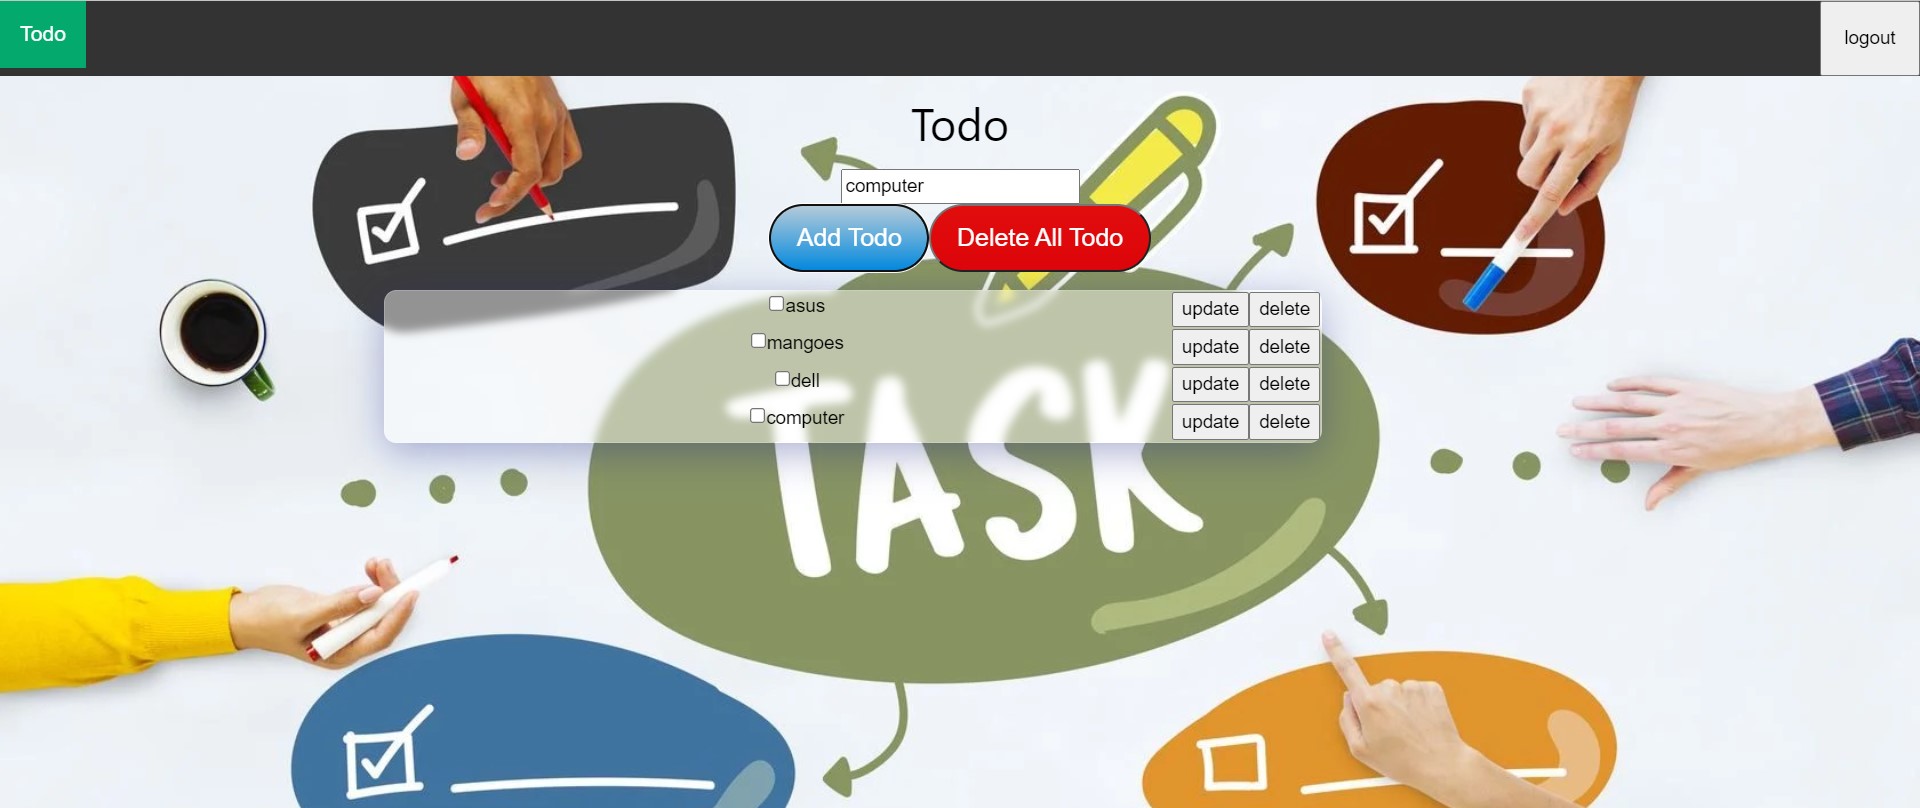 Todo
logout
Todo
computer
Add Todo Delete All Todo
asus update delete
mangoes update delete
dell update delete
computer update delete
TASK